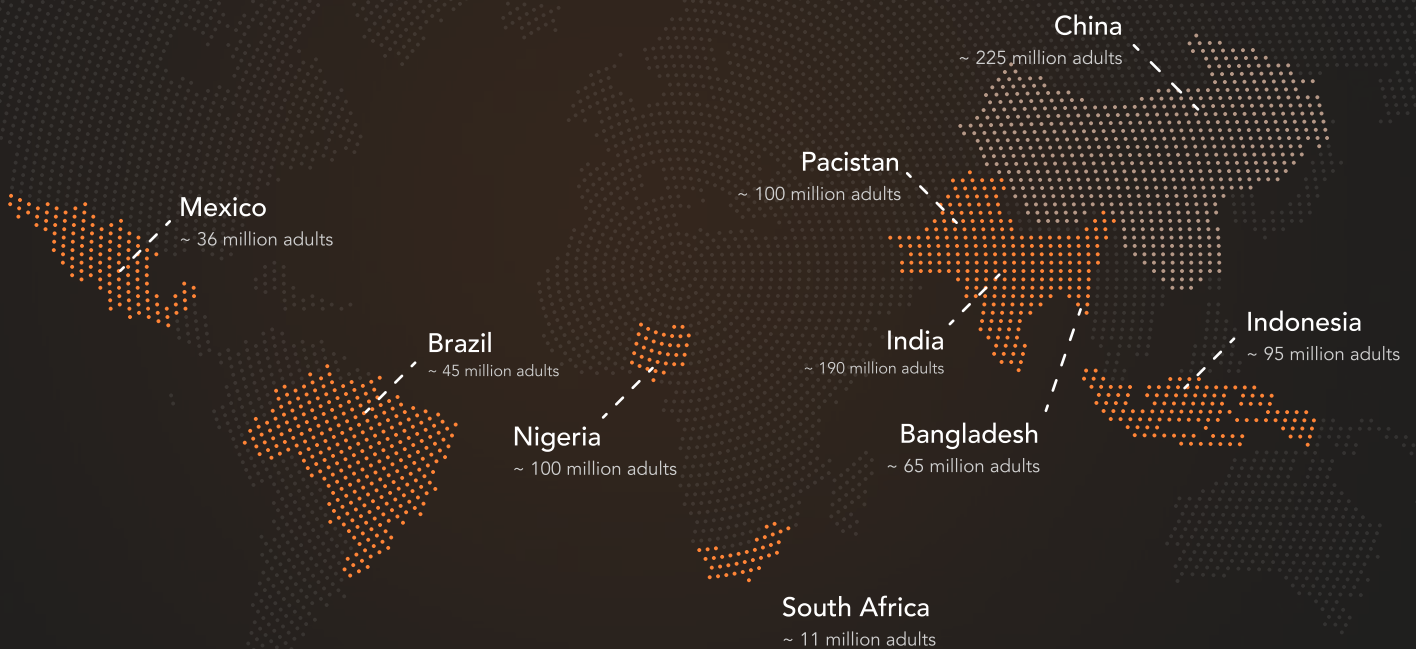 China
~ 225 million adults
Pacistan
~ 100 million adults
Mexico
~ 36 million adults
Brazil
~ 45 million adults
India
~ 190 million adults
Indonesia
~ 95 million adults
Nigeria
~ 100 million adults
Bangladesh
~ 65 million adults
South Africa
~ 11 million adults